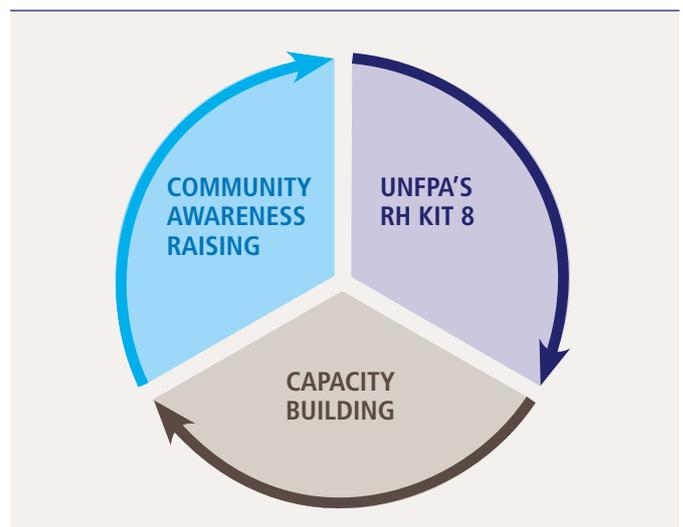 COMMUNITY
AWARENESS
RAISING
UNFPA’S
RH KIT 8
CAPACITY
BUILDING